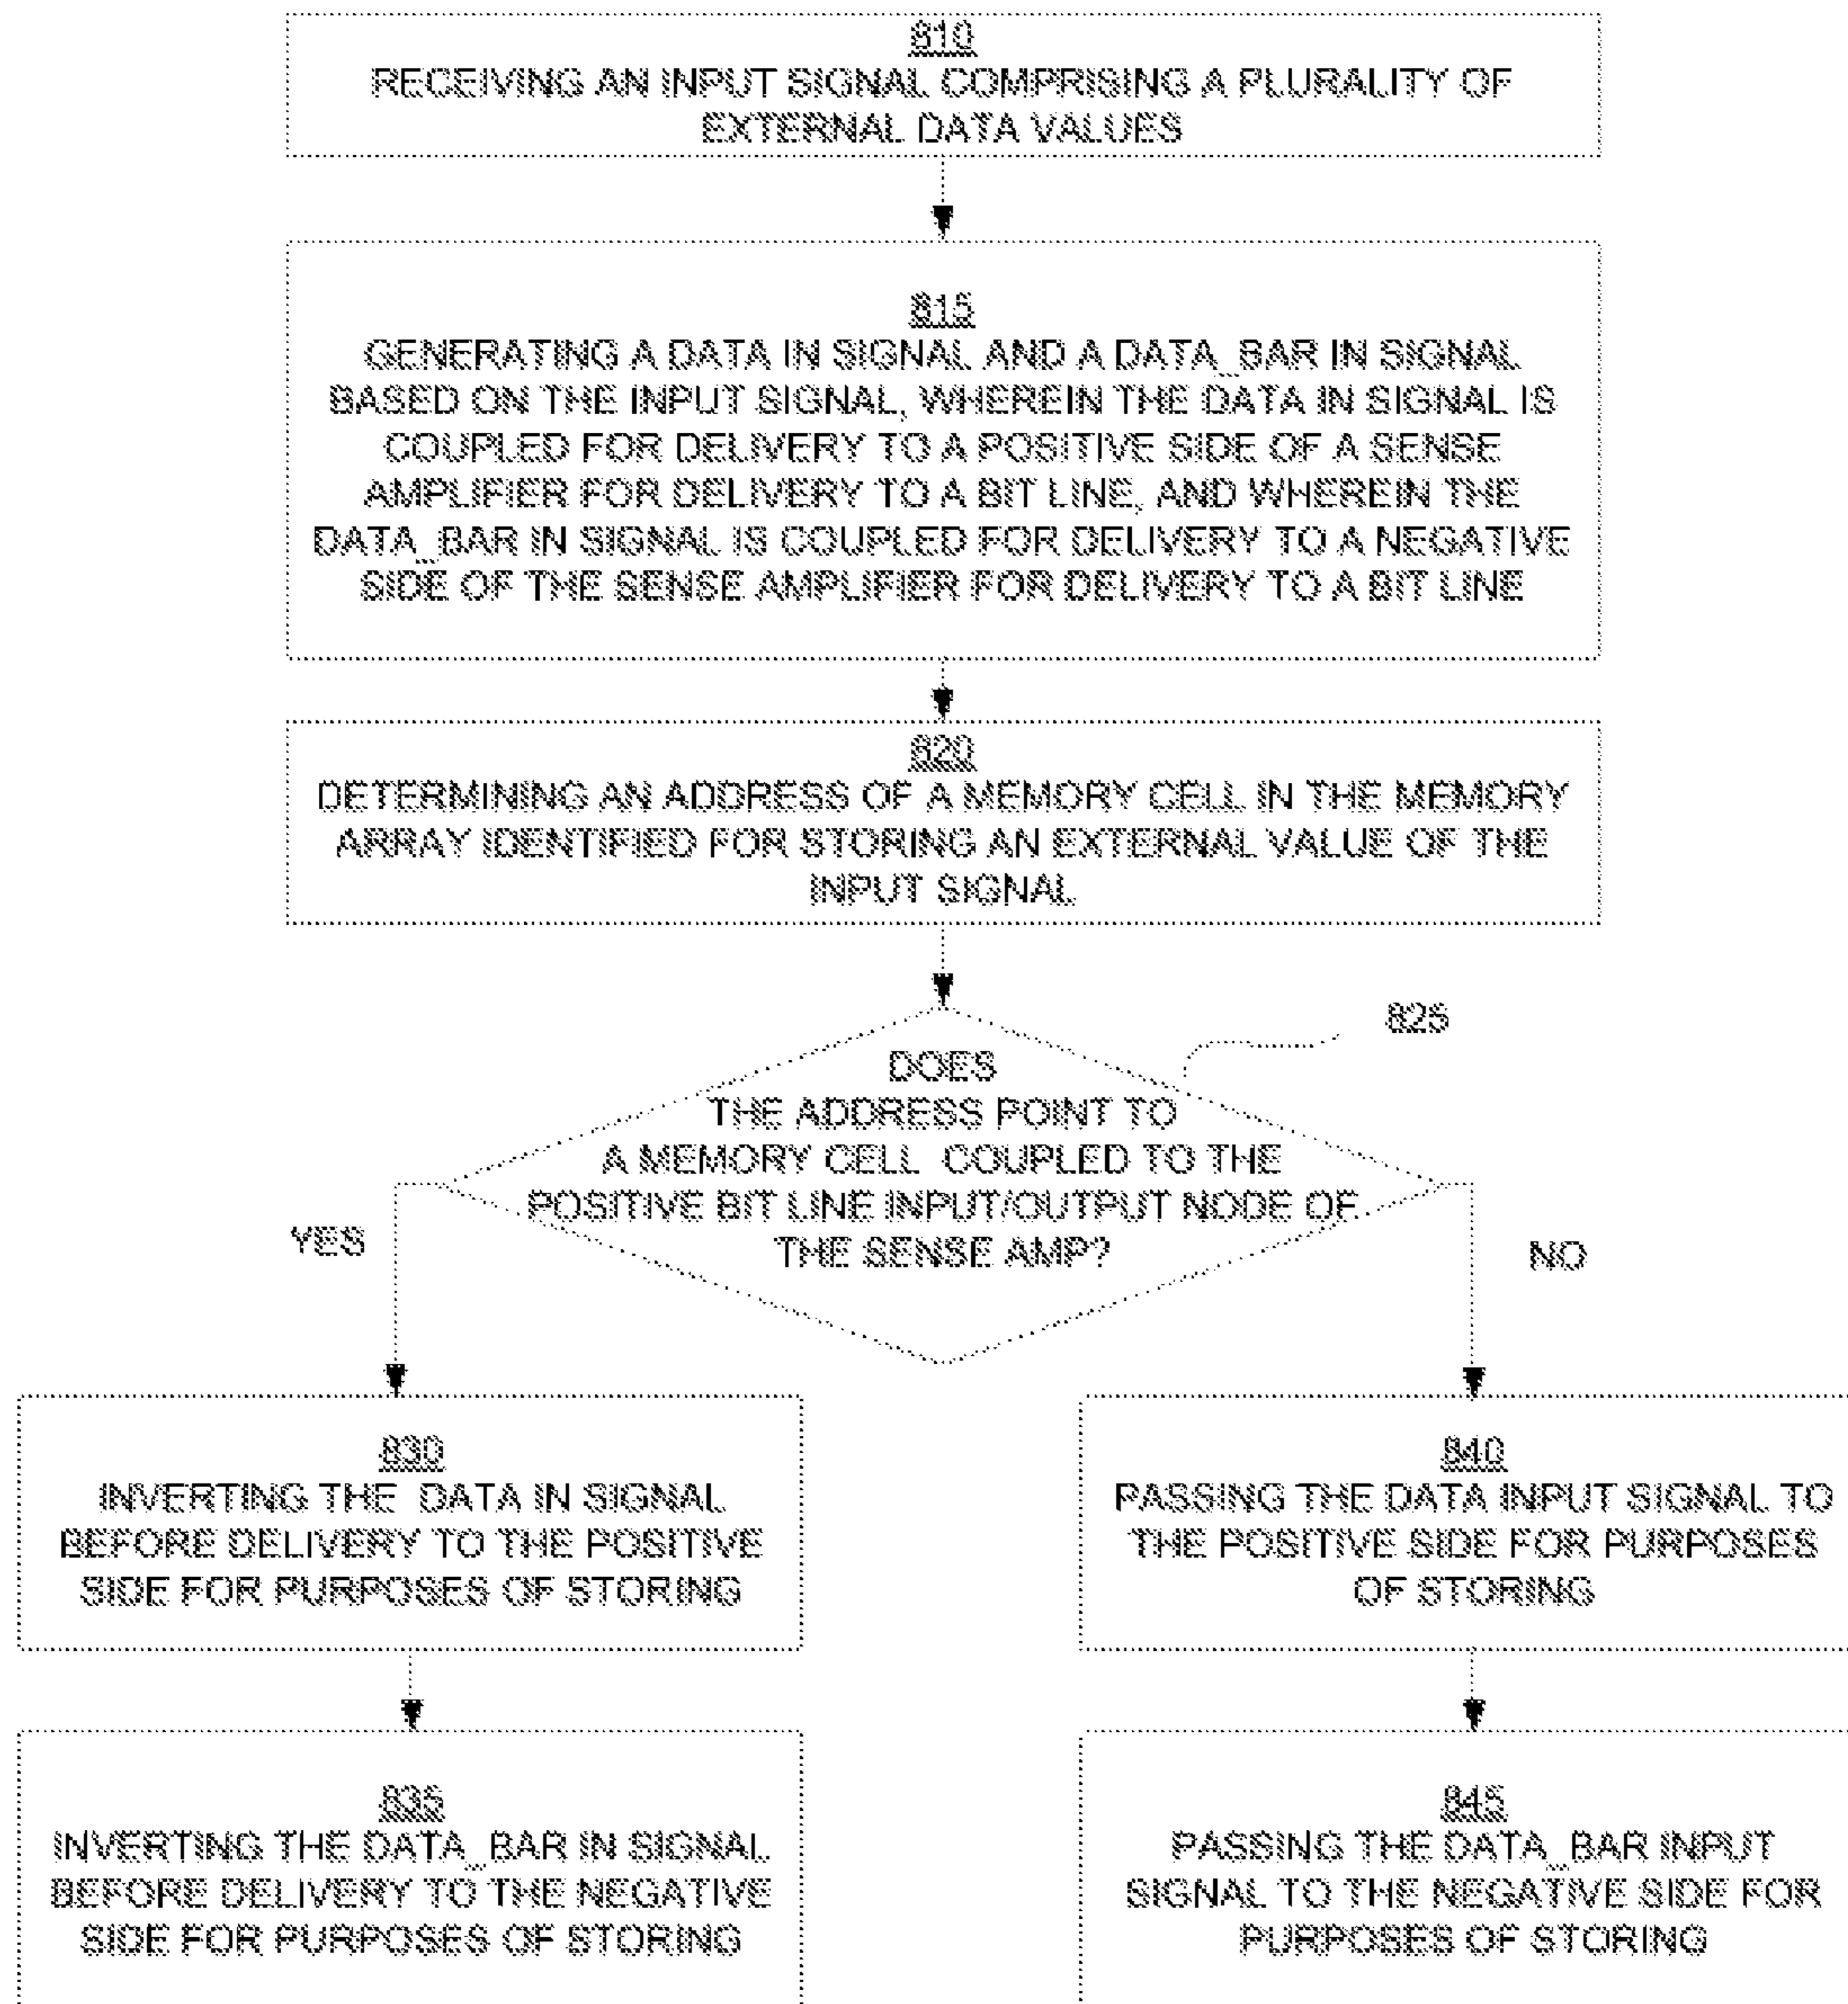 810
RECEIVING AN INPUT SIGNAL COMPRISING A PLURALITY OF
EXTERNAL DATA VALUES
815
GENERATING A DATA IN SIGNAL AND A DATA_BAR IN SIGNAL
BASED ON THE INPUT SIGNAL, WHEREIN THE DATA IN SIGNAL IS
COUPLED FOR DELIVERY TO A POSITIVE SIDE OF A SENSE
AMPLIFIER FOR DELIVERY TO A BIT LINE, AND WHEREIN THE
DATA_BAR IN SIGNAL IS COUPLED FOR DELIVERY TO A NEGATIVE
SIDE OF THE SENSE AMPLIFIER FOR DELIVERY TO A BIT LINE
820
DETERMINING AN ADDRESS OF A MEMORY CELL IN THE MEMORY
ARRAY IDENTIFIED FOR STORING AN EXTERNAL VALUE OF THE
INPUT SIGNAL
825
DOES
THE ADDRESS POINT TO
A MEMORY CELL COUPLED TO THE
POSITIVE BIT LINE INPUT/OUTPUT NODE OF
THE SENSE AMP?
YES
NO
830
INVERTING THE DATA IN SIGNAL
BEFORE DELIVERY TO THE POSITIVE
SIDE FOR PURPOSES OF STORING
840
PASSING THE DATA INPUT SIGNAL TO
THE POSITIVE SIDE FOR PURPOSES
OF STORING
835
INVERTING THE DATA_BAR IN SIGNAL
BEFORE DELIVERY TO THE NEGATIVE
SIDE FOR PURPOSES OF STORING
845
PASSING THE DATA_BAR INPUT
SIGNAL TO THE NEGATIVE SIDE FOR
PURPOSES OF STORING